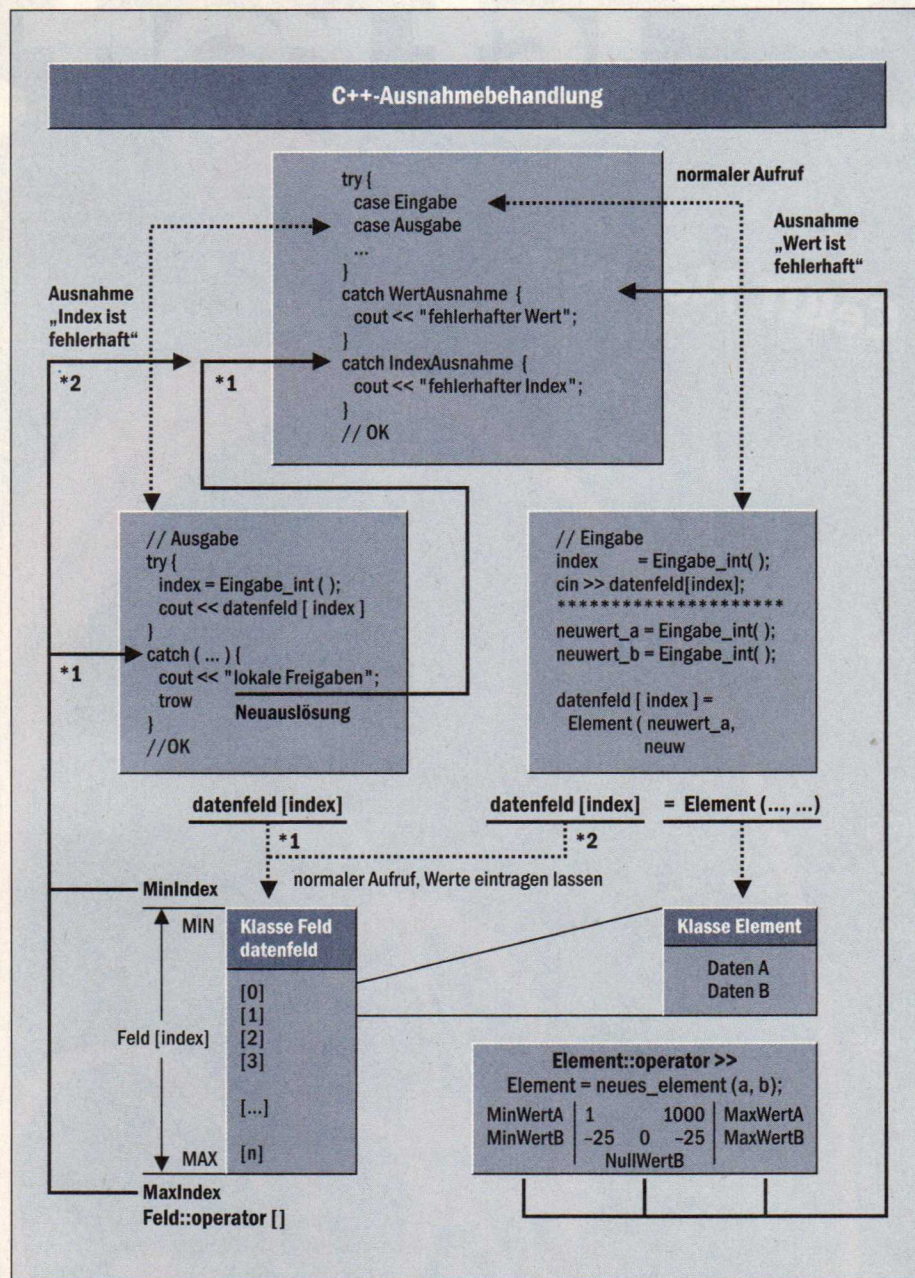 C++-Ausnahmebehandlung
try {
case Eingabe
case Ausgabe
...
}
catch WertAusnahme {
cout << "fehlerhafter Wert";
}
catch IndexAusnahme {
cout << "fehlerhafter Index";
}
// OK
normaler Aufruf
Ausnahme
„Wert ist
fehlerhaft“
Ausnahme
„Index ist
fehlerhaft“
*2
*1
// Ausgabe
try {
index = Eingabe_int ( );
cout << datenfeld [ index ]
}
catch ( ... ) {
cout << "lokale Freigaben";
trow
Neuauslösung
}
//OK
*1
// Eingabe
index = Eingabe_int( );
cin >> datenfeld[index];
*********************
neuwert_a = Eingabe_int( );
neuwert_b = Eingabe_int( );
datenfeld [ index ] =
Element ( neuwert_a,
neuw
datenfeld [index]
datenfeld [index] = Element (..., ...)
*1
*2
normaler Aufruf, Werte eintragen lassen
MinIndex
MIN
Feld [index]
MAX
MaxIndex
Feld::operator []
Klasse Feld
datenfeld
[0]
[1]
[2]
[3]
[...]
[n]
Klasse Element
Daten A
Daten B
Element::operator >>
Element = neues_element (a, b);
MinWertA | 1 1000 | MaxWertA
MinWertB | –25 0 –25 | MaxWertB
NullWertB